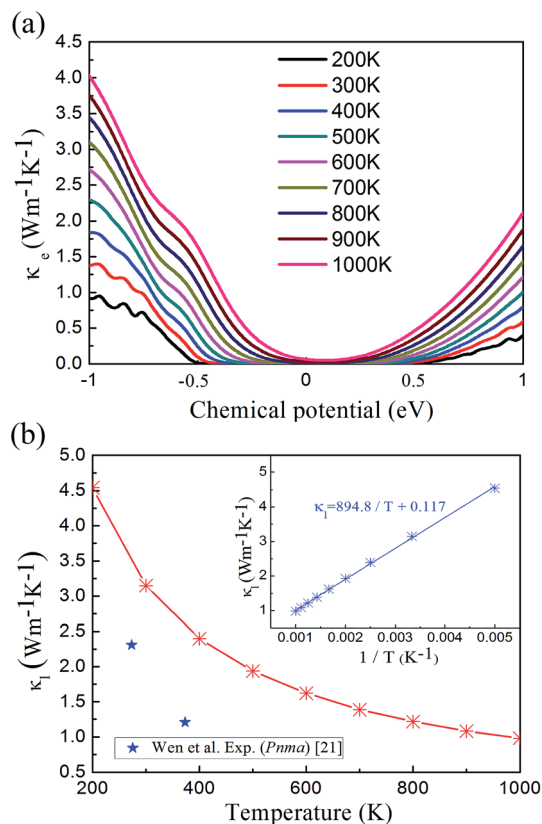 (a)
4.5
4.0
3.5
3.0
2.5
2.0
1.5
1.0
0.5
0.0
κ e (Wm-1K-1)
200K
300K
400K
500K
600K
700K
800K
900K
1000K
-1 -0.5 0 0.5 1
Chemical potential (eV)
(b)
5.0
4.5
4.0
3.5
3.0
2.5
2.0
1.5
1.0
0.5
κl (Wm-1K-1)
5
4
3
2
1
κl (Wm-1K-1)
κl=894.8 / T + 0.117
0.001 0.002 0.003 0.004 0.005
1 / T (K-1)
Wen et al. Exp. (Pnma) [21]
200 300 400 500 600 700 800 900 1000
Temperature (K)